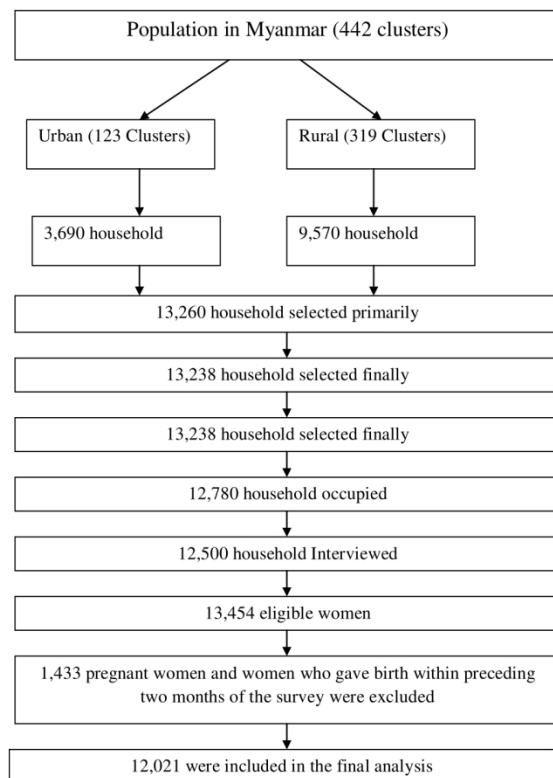 Population in Myanmar (442 clusters)
Urban (123 Clusters)
Rural (319 Clusters)
3,690 household
9,570 household
13,260 household selected primarily
13,238 household selected finally
13,238 household selected finally
12,780 household occupied
12,500 household Interviewed
13,454 eligible women
1,433 pregnant women and women who gave birth within preceding
two months of the survey were excluded
12,021 were included in the final analysis